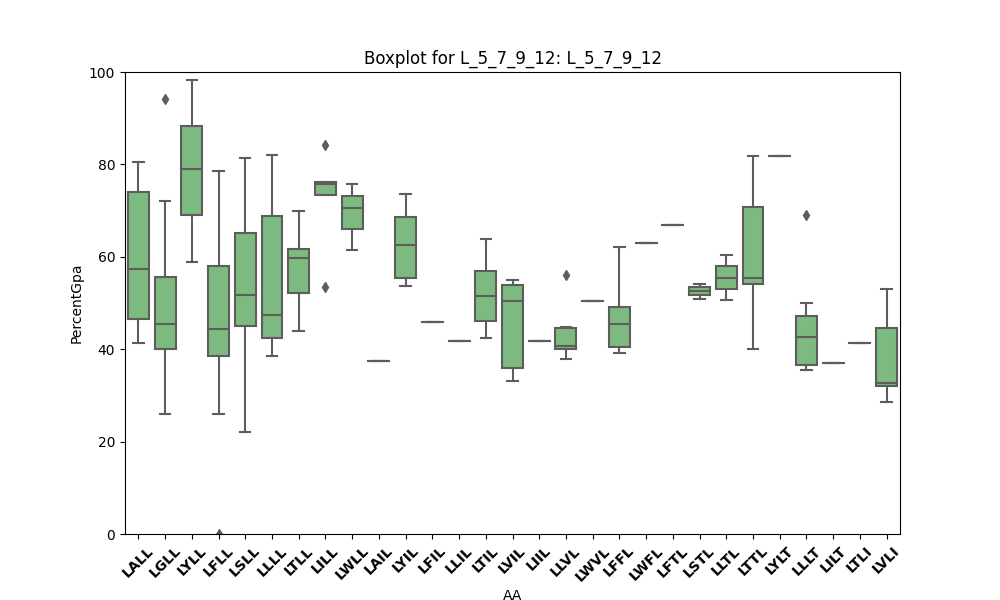 Boxplot for L_5_7_9_12: L_5_7_9_12
100
80
60
40
20
0
PercentGpa
LALL LGLL LYLL LFLL LSLL LLLL LTLL LILL LWLL LAIL LYIL LFIL LLIL LTIL LVIL LIIL LLVL LWVL LFFL LWFL LFTL LSTL LLTL LTTL LYLT LLLT LILT LTLI LVLI
AA